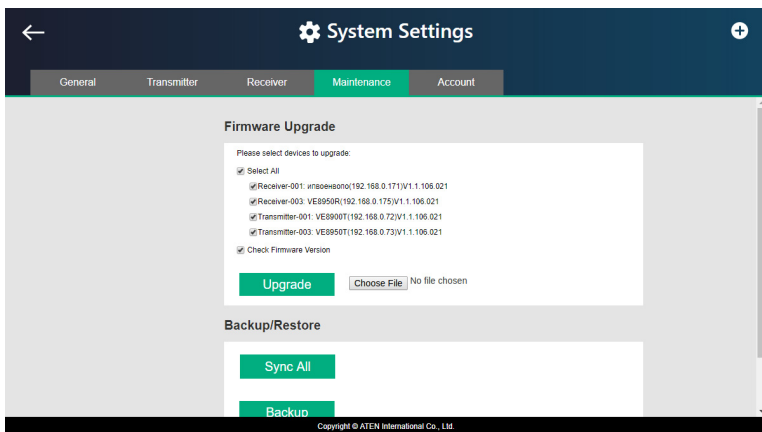 System Settings
General Transmitter Receiver Maintenance Account
Firmware Upgrade
Please select devices to upgrade:
Select All
Receiver-001: ипвоенвопо(192.168.0.171)V1.1.106.021
Receiver-003: VE8950R(192.168.0.175)V1.1.106.021
Transmitter-001: VE8900T(192.168.0.72)V1.1.106.021
Transmitter-003: VE8950T(192.168.0.73)V1.1.106.021
Check Firmware Version
Upgrade Choose File No file chosen
Backup/Restore
Sync All
Backup
Copyright © ATEN International Co., Ltd.